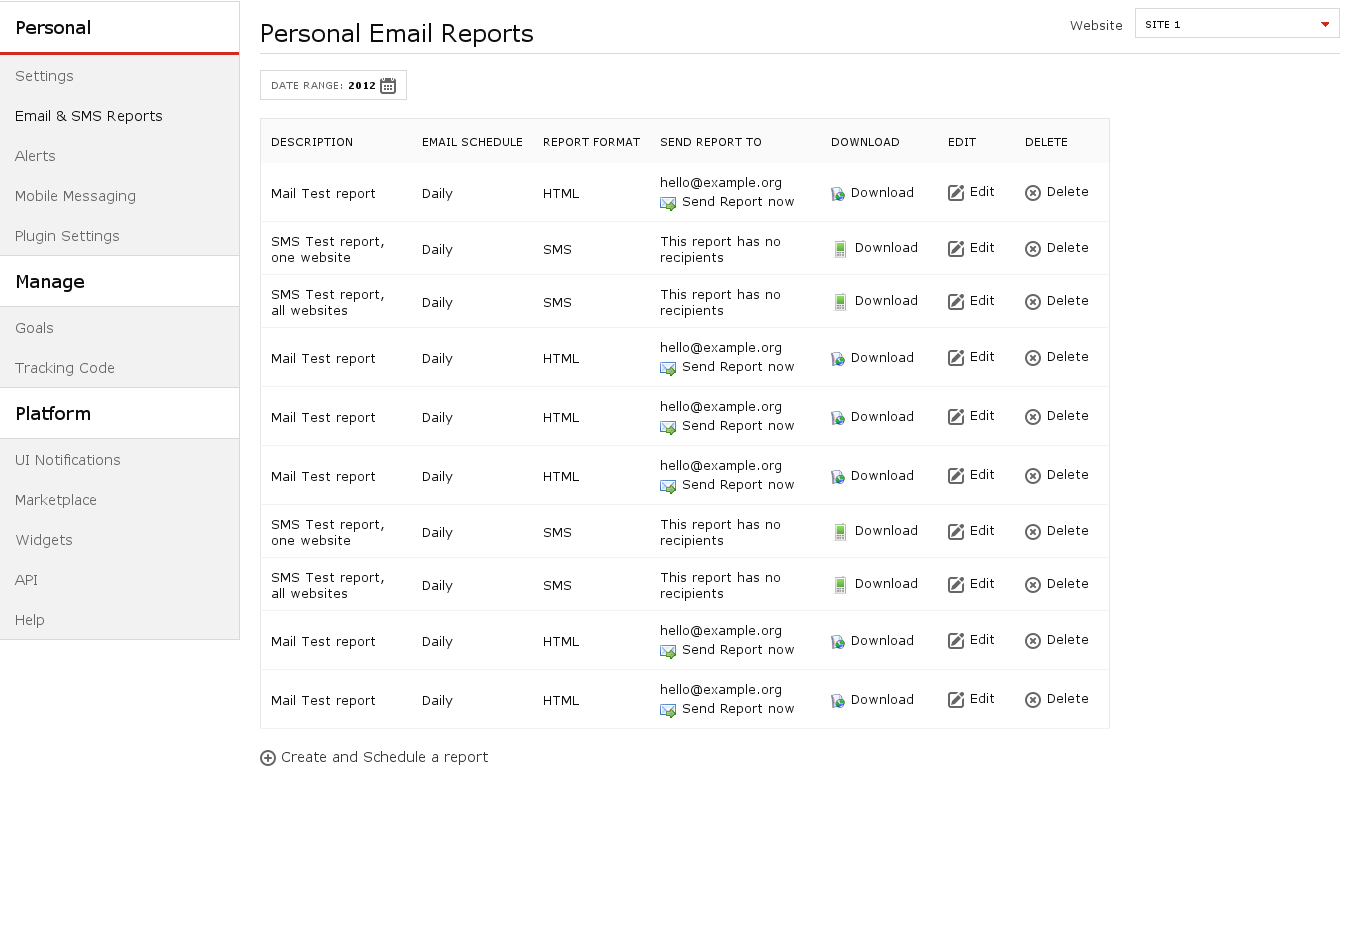 Personal
Settings
Email & SMS Reports
Alerts
Mobile Messaging
Plugin Settings
Manage
Goals
Tracking Code
Platform
UI Notifications
Marketplace
Widgets
API
Help
Personal Email Reports
Website SITE 1
DATE RANGE: 2012
DESCRIPTION EMAIL SCHEDULE REPORT FORMAT SEND REPORT TO DOWNLOAD EDIT DELETE
Mail Test report Daily HTML hello@example.org
Send Report now Download Edit Delete
SMS Test report,
one website Daily SMS This report has no
recipients Download Edit Delete
SMS Test report,
all websites Daily SMS This report has no
recipients Download Edit Delete
Mail Test report Daily HTML hello@example.org
Send Report now Download Edit Delete
Mail Test report Daily HTML hello@example.org
Send Report now Download Edit Delete
Mail Test report Daily HTML hello@example.org
Send Report now Download Edit Delete
SMS Test report,
one website Daily SMS This report has no
recipients Download Edit Delete
SMS Test report,
all websites Daily SMS This report has no
recipients Download Edit Delete
Mail Test report Daily HTML hello@example.org
Send Report now Download Edit Delete
Mail Test report Daily HTML hello@example.org
Send Report now Download Edit Delete
Create and Schedule a report